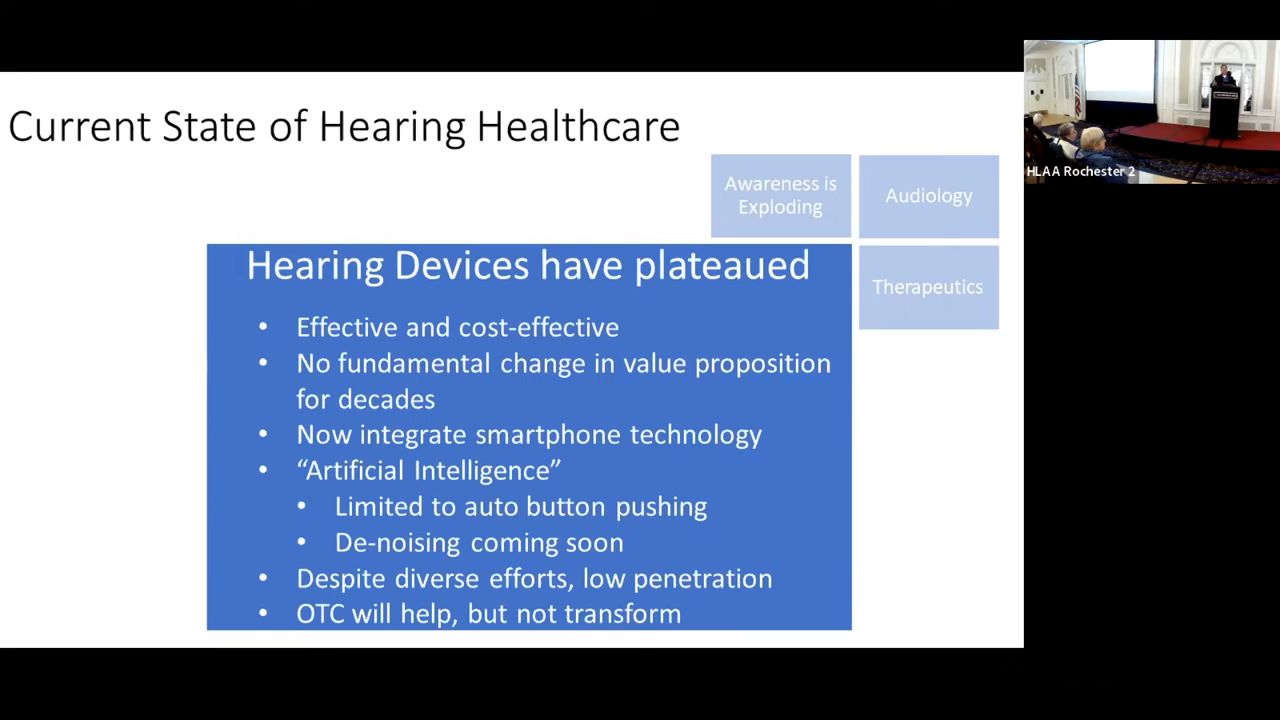 Current State of Hearing Healthcare
Awareness is
Exploding
Audiology
Hearing Devices have plateaued
Therapeutics
• Effective and cost-effective
• No fundamental change in value proposition
for decades
• Now integrate smartphone technology
• “Artificial Intelligence”
• Limited to auto button pushing
• De-noising coming soon
• Despite diverse efforts, low penetration
• OTC will help, but not transform
HLAA Rochester 2